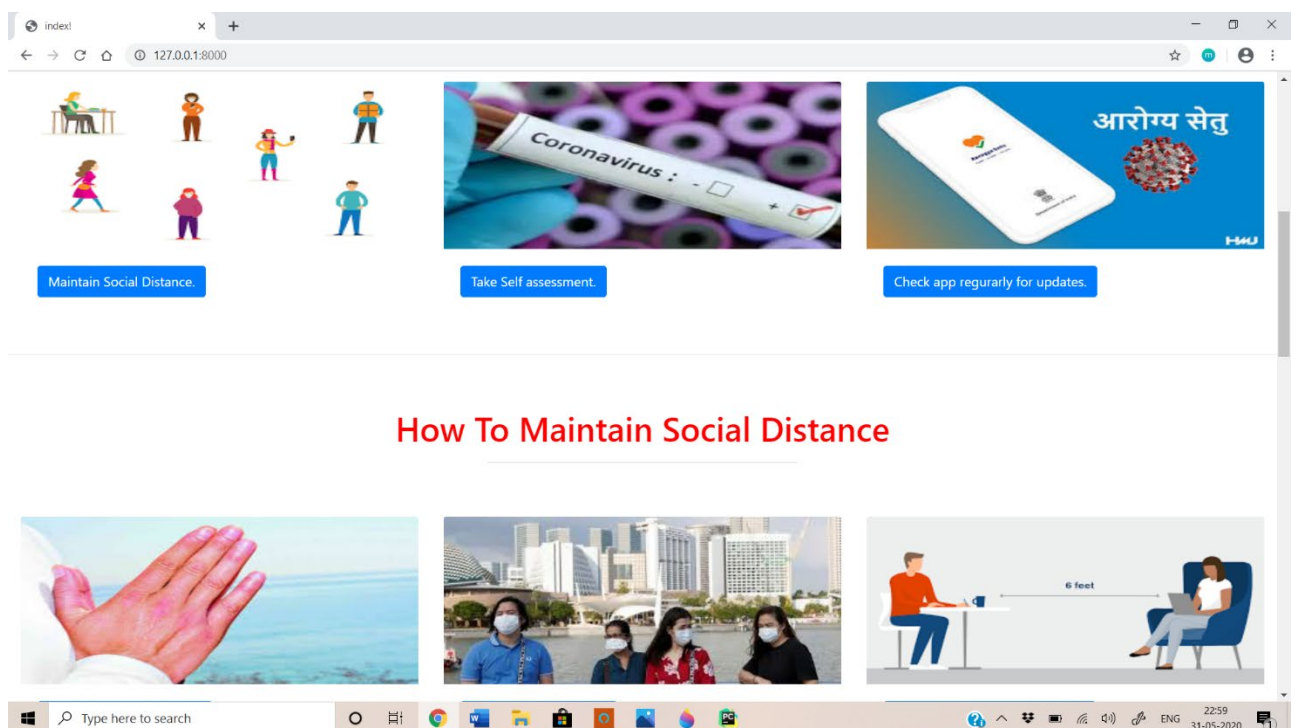 index!
127.0.0.1:8000
Coronavirus : -
+
आरोग्य सेतु
Maintain Social Distance.
Take Self assessment.
Check app regurarly for updates.
How To Maintain Social Distance
6 feet
Type here to search
ENG
22:59
31-05-2020